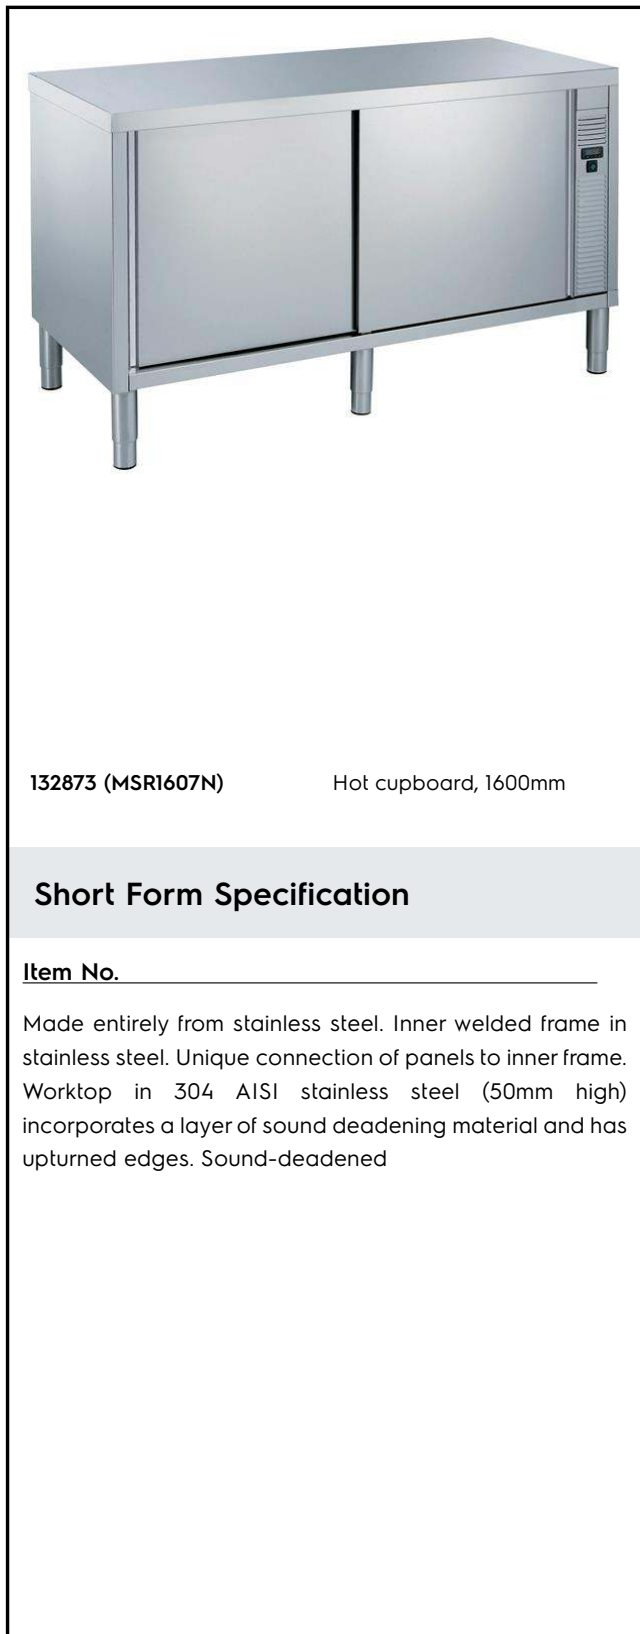 132873 (MSR1607N) Hot cupboard, 1600mm
Short Form Specification
Item No.
Made entirely from stainless steel. Inner welded frame in
stainless steel. Unique connection of panels to inner frame.
Worktop in 304 AISI stainless steel (50mm high)
incorporates a layer of sound deadening material and has
upturned edges. Sound-deadened